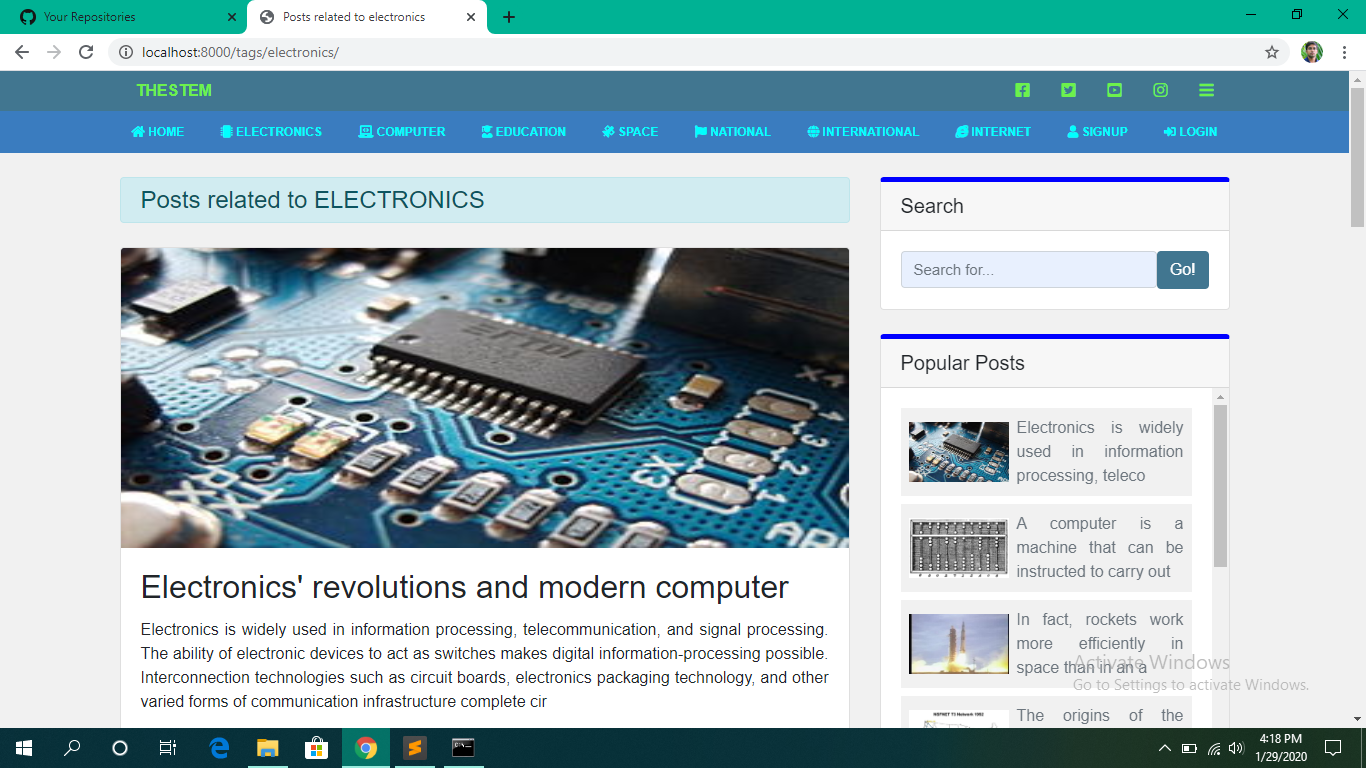 Your Repositories
Posts related to electronics
localhost:8000/tags/electronics/
THESTEM
HOME ELECTRONICS COMPUTER EDUCATION SPACE NATIONAL INTERNATIONAL INTERNET SIGNUP LOGIN
Posts related to ELECTRONICS
X4
1
3
2
X3
1
Electronics' revolutions and modern computer
Electronics is widely used in information processing, telecommunication, and signal processing.
The ability of electronic devices to act as switches makes digital information-processing possible.
Interconnection technologies such as circuit boards, electronics packaging technology, and other
varied forms of communication infrastructure complete cir
Search
Search for...
Go!
Popular Posts
Electronics is widely
used in information
processing, teleco
A computer is a
machine that can be
instructed to carry out
In fact, rockets work
more efficiently in
space than in an a
The origins of the
Activate Windows
Go to Settings to activate Windows.
4:18 PM
1/29/2020